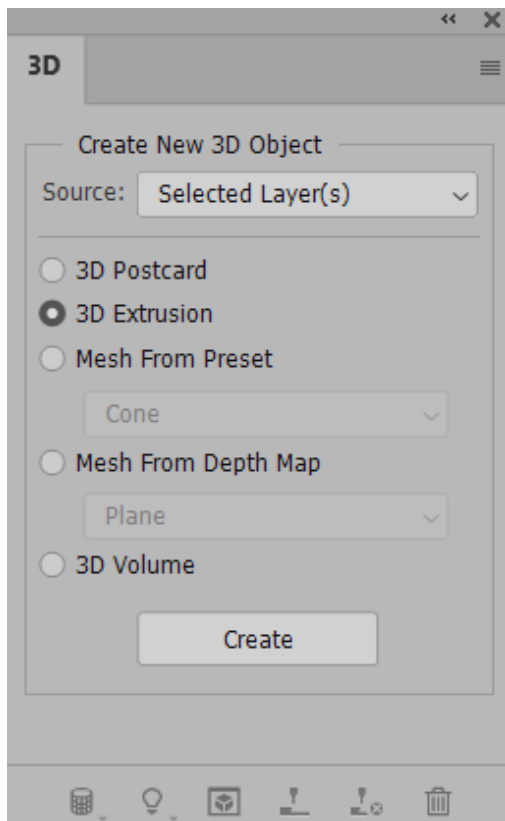 3D
Create New 3D Object
Source: Selected Layer(s)
3D Postcard
3D Extrusion
Mesh From Preset
Cone
Mesh From Depth Map
Plane
3D Volume
Create